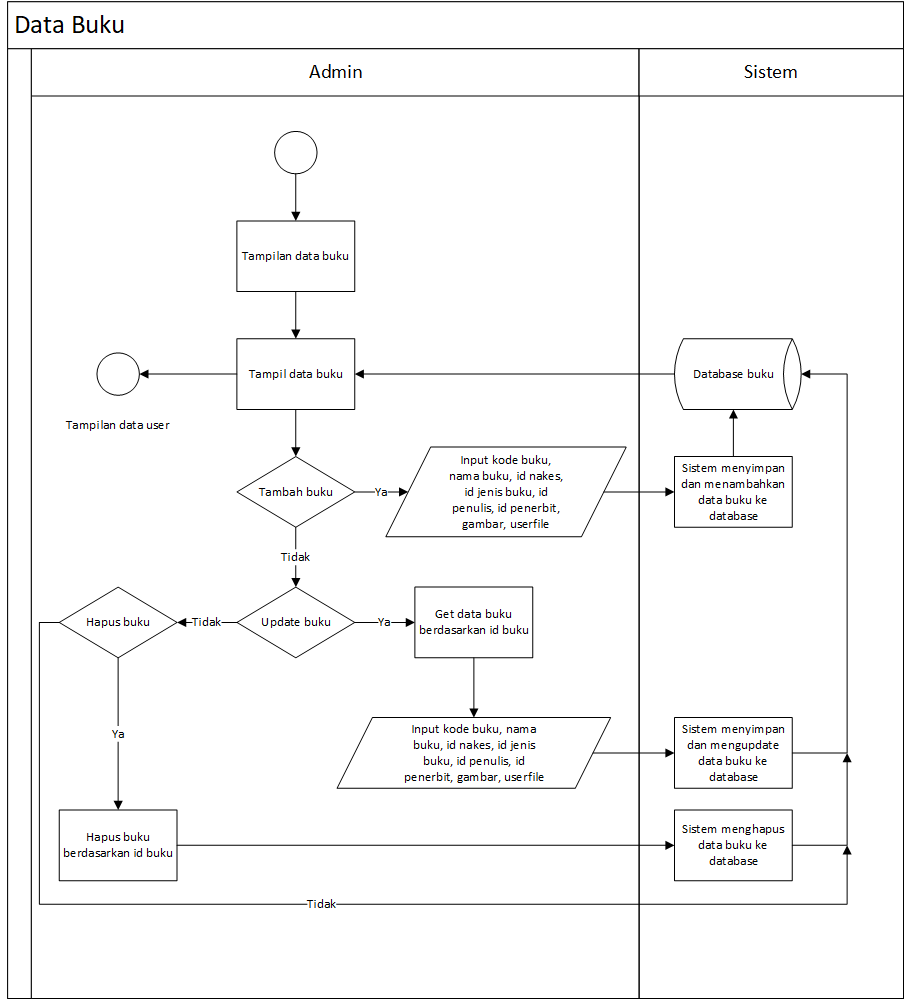 Data Buku
Admin
Sistem
Tampilan data buku
Tampil data buku
Database buku
Tampilan data user
Tambah buku
Ya
Input kode buku,
nama buku, id nakes,
id jenis buku, id
penulis, id penerbit,
gambar, userfile
Sistem menyimpan
dan menambahkan
data buku ke
database
Tidak
Hapus buku
Tidak
Update buku
Ya
Get data buku
berdasarkan id buku
Ya
Input kode buku, nama
buku, id nakes, id jenis
buku, id penulis, id
penerbit, gambar, userfile
Sistem menyimpan
dan mengupdate
data buku ke
database
Hapus buku
berdasarkan id buku
Sistem menghapus
data buku ke
database
Tidak